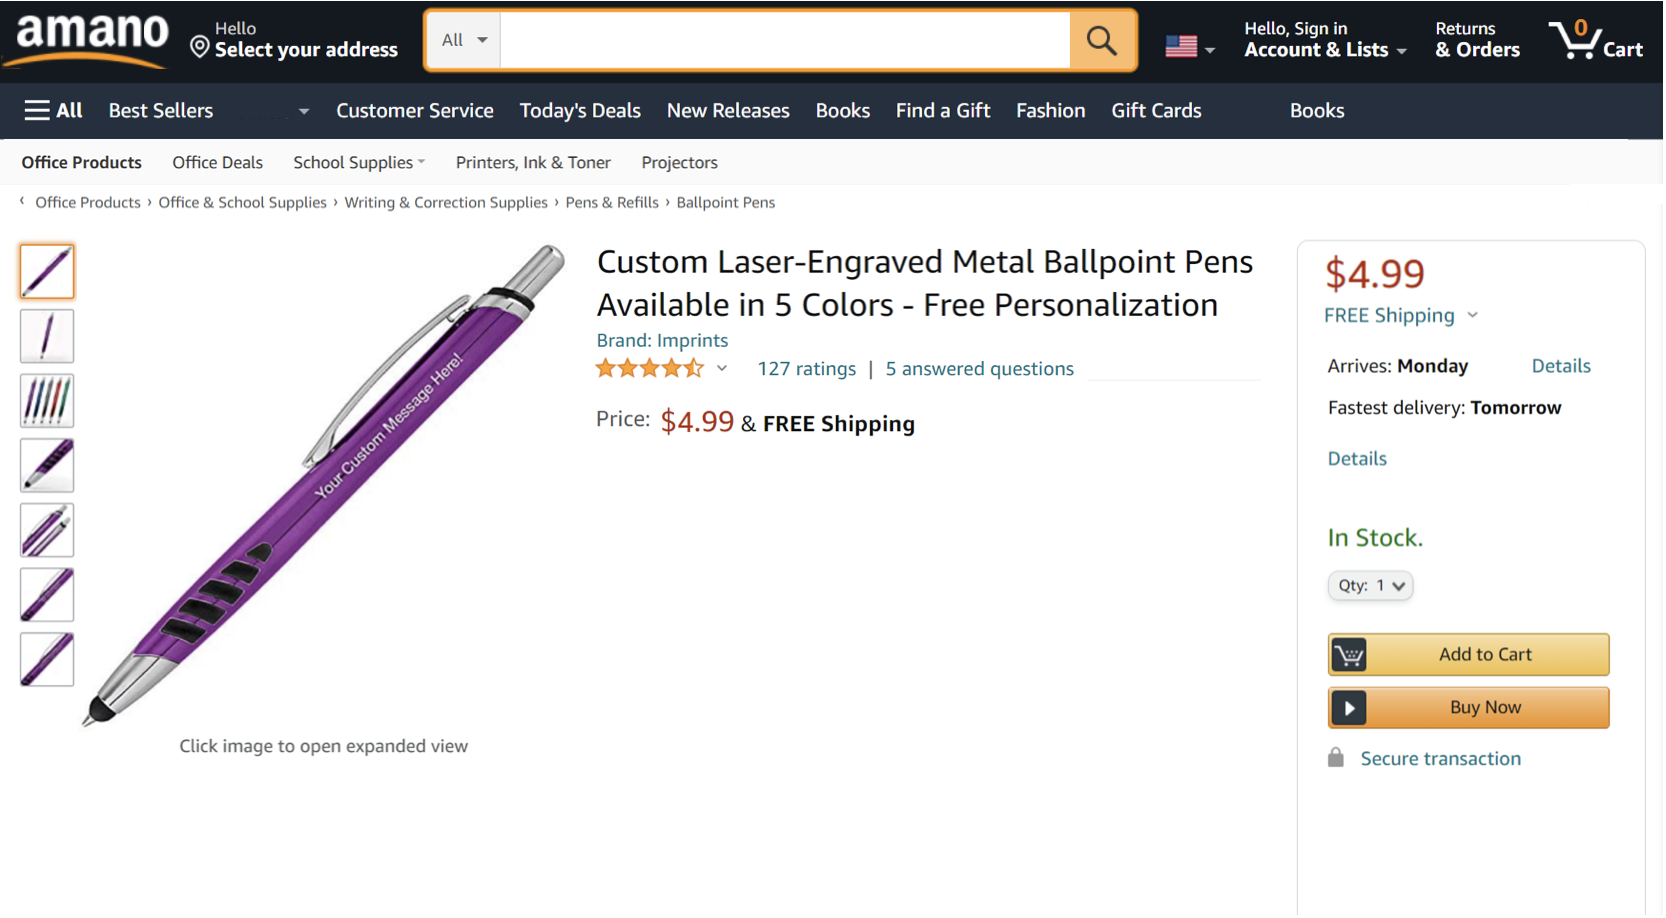 amano
Hello
Select your address
All
Hello, Sign in
Account & Lists
Returns
& Orders
0
Cart
All Best Sellers Customer Service Today's Deals New Releases Books Find a Gift Fashion Gift Cards Books
Office Products Office Deals School Supplies Printers, Ink & Toner Projectors
‹ Office Products › Office & School Supplies › Writing & Correction Supplies › Pens & Refills › Ballpoint Pens
Your Custom Message Here!
Click image to open expanded view
Custom Laser-Engraved Metal Ballpoint Pens
Available in 5 Colors - Free Personalization
Brand: Imprints
127 ratings | 5 answered questions
Price: $4.99 & FREE Shipping
$4.99
FREE Shipping
Arrives: Monday Details
Fastest delivery: Tomorrow
Details
In Stock.
Qty: 1
Add to Cart
Buy Now
Secure transaction